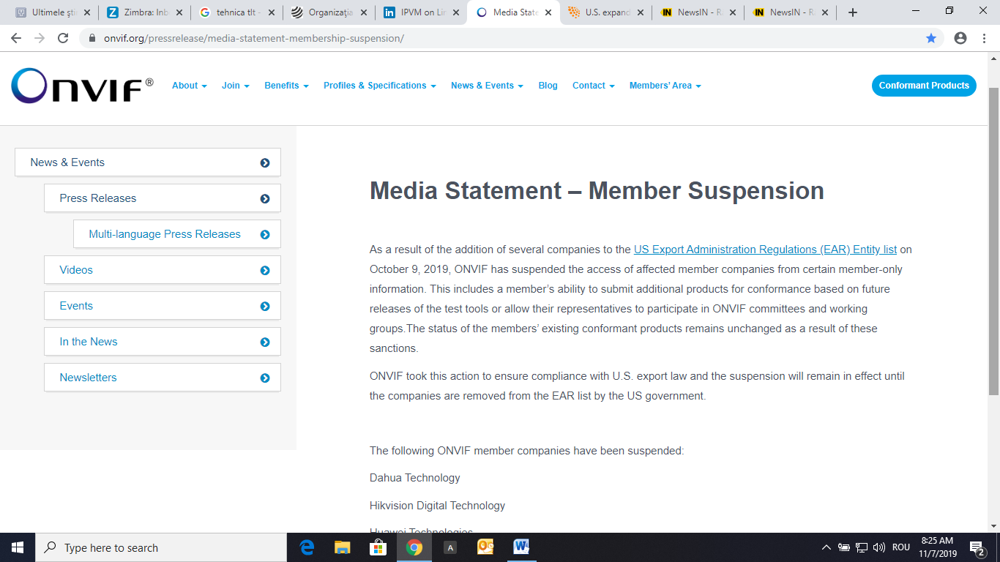 Ultimele ști
Zimbra: Inb
tehnica tlt -
Organizația
IPVM on Lin
Media State
U.S. expand
NewsIN - R
NewsIN - R
onvif.org/pressrelease/media-statement-membership-suspension/
ONVIF®
About
Join
Benefits
Profiles & Specifications
News & Events
Blog
Contact
Members' Area
Conformant Products
News & Events
Press Releases
Multi-language Press Releases
Videos
Events
In the News
Newsletters
Media Statement – Member Suspension
As a result of the addition of several companies to the US Export Administration Regulations (EAR) Entity list on
October 9, 2019, ONVIF has suspended the access of affected member companies from certain member-only
information. This includes a member's ability to submit additional products for conformance based on future
releases of the test tools or allow their representatives to participate in ONVIF committees and working
groups.The status of the members' existing conformant products remains unchanged as a result of these
sanctions.
ONVIF took this action to ensure compliance with U.S. export law and the suspension will remain in effect until
the companies are removed from the EAR list by the US government.
The following ONVIF member companies have been suspended:
Dahua Technology
Hikvision Digital Technology
Huawei Technologies
Type here to search
ROU
8:25 AM
11/7/2019
2